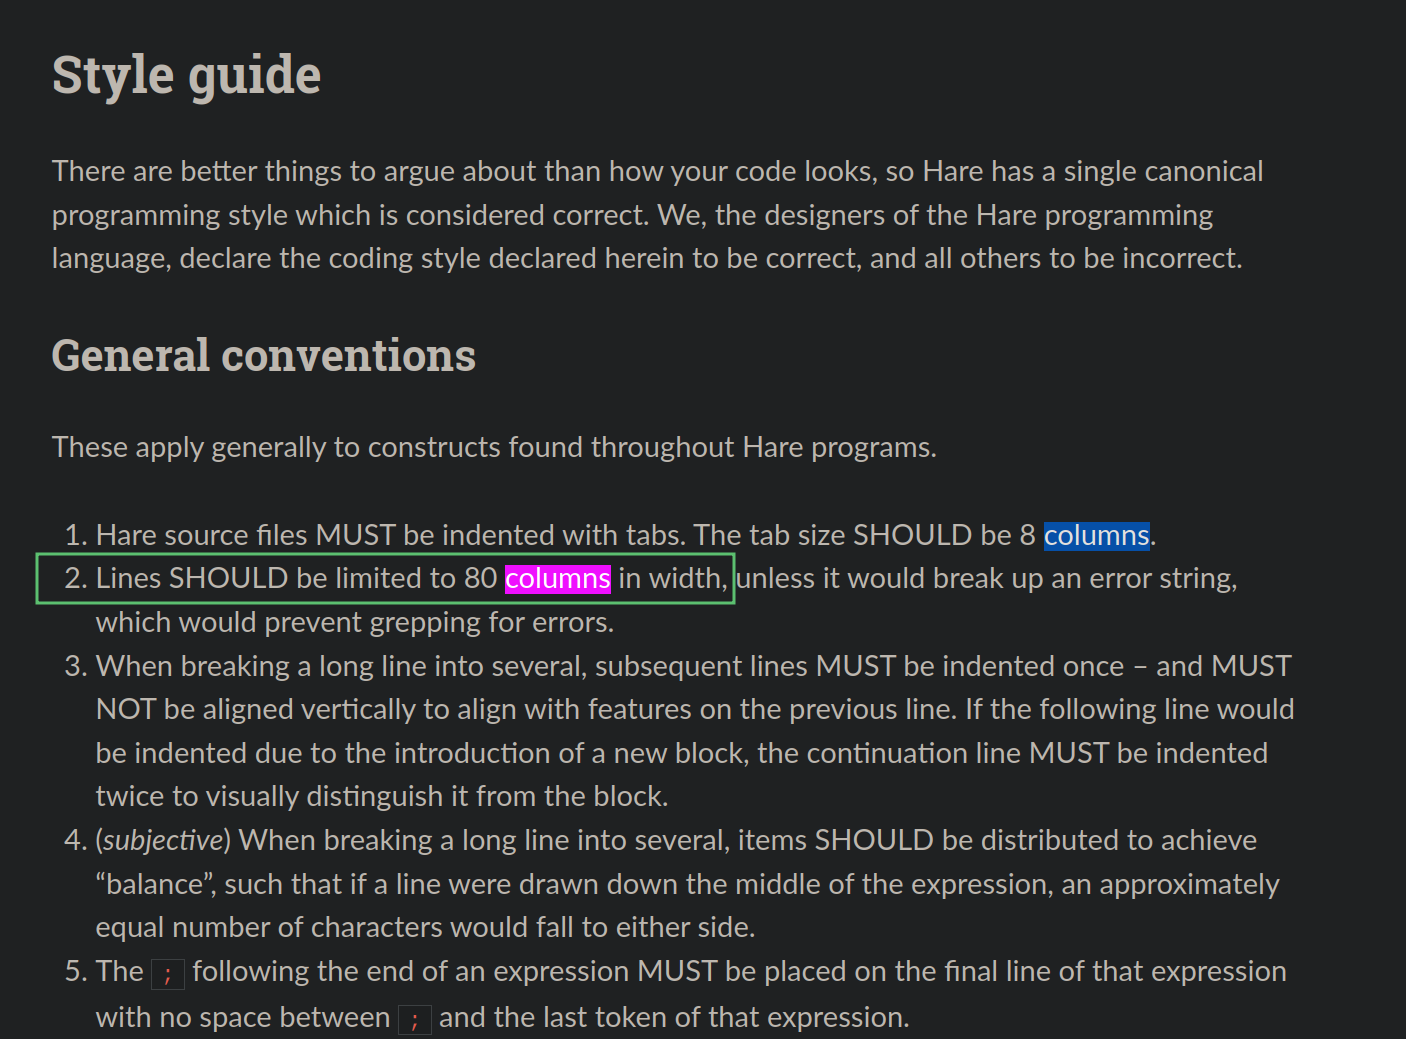 Style guide
There are better things to argue about than how your code looks, so Hare has a single canonical
programming style which is considered correct. We, the designers of the Hare programming
language, declare the coding style declared herein to be correct, and all others to be incorrect.
General conventions
These apply generally to constructs found throughout Hare programs.
1. Hare source files MUST be indented with tabs. The tab size SHOULD be 8 columns.
2. Lines SHOULD be limited to 80 columns in width, unless it would break up an error string,
which would prevent grepping for errors.
3. When breaking a long line into several, subsequent lines MUST be indented once – and MUST
NOT be aligned vertically to align with features on the previous line. If the following line would
be indented due to the introduction of a new block, the continuation line MUST be indented
twice to visually distinguish it from the block.
4. (subjective) When breaking a long line into several, items SHOULD be distributed to achieve
“balance”, such that if a line were drawn down the middle of the expression, an approximately
equal number of characters would fall to either side.
5. The ; following the end of an expression MUST be placed on the final line of that expression
with no space between ; and the last token of that expression.